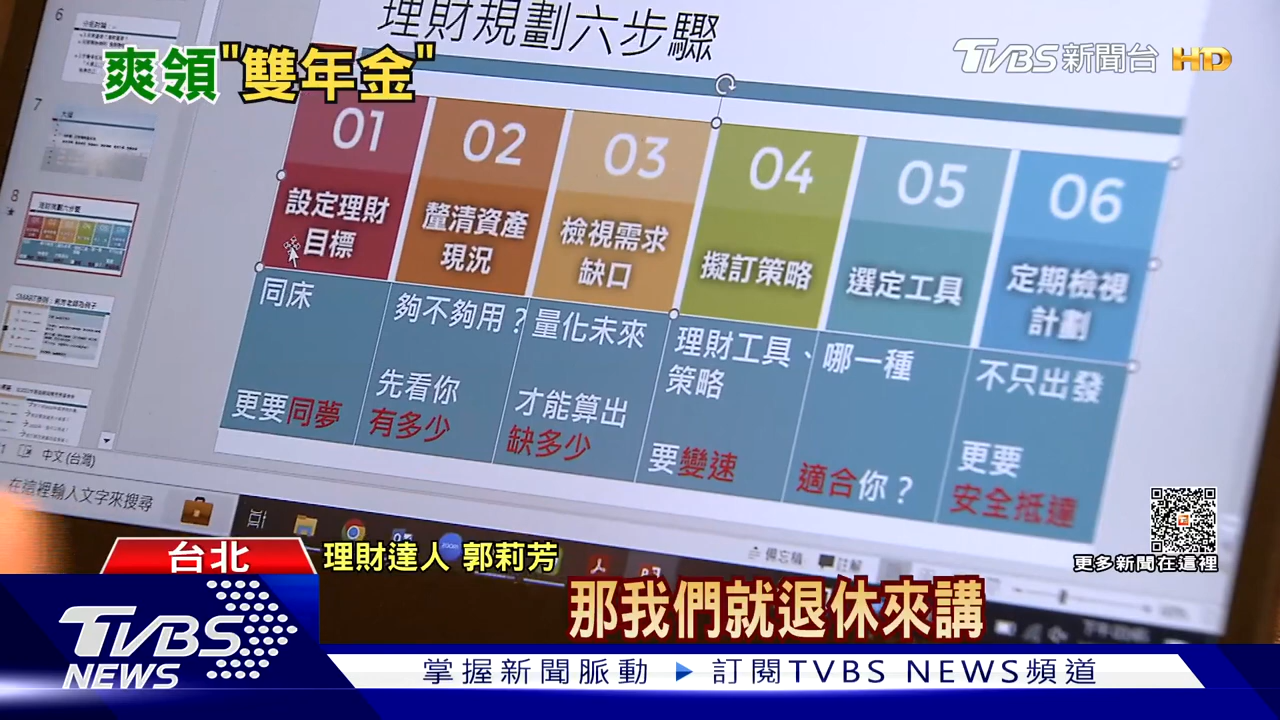 理財規劃六步驟
爽領"雙年金"
TVBS新聞台 HD
6
7
8
01
設定理財
目標
同床
更要同夢
02
釐清資產
現況
夠不夠用？
先看你
有多少
03
檢視需求
缺口
量化未來
才能算出
缺多少
04
擬訂策略
理財工具、
策略
要變速
05
選定工具
哪一種
適合你？
06
定期檢視
計劃
不只出發
更要
安全抵達
中文(台灣)
在這裡輸入文字來搜尋
備忘稿
註解
更多新聞在這裡
台北
理財達人 郭莉芳
那我們就退休來講
TVBS
NEWS
掌握新聞脈動 訂閱TVBS NEWS頻道